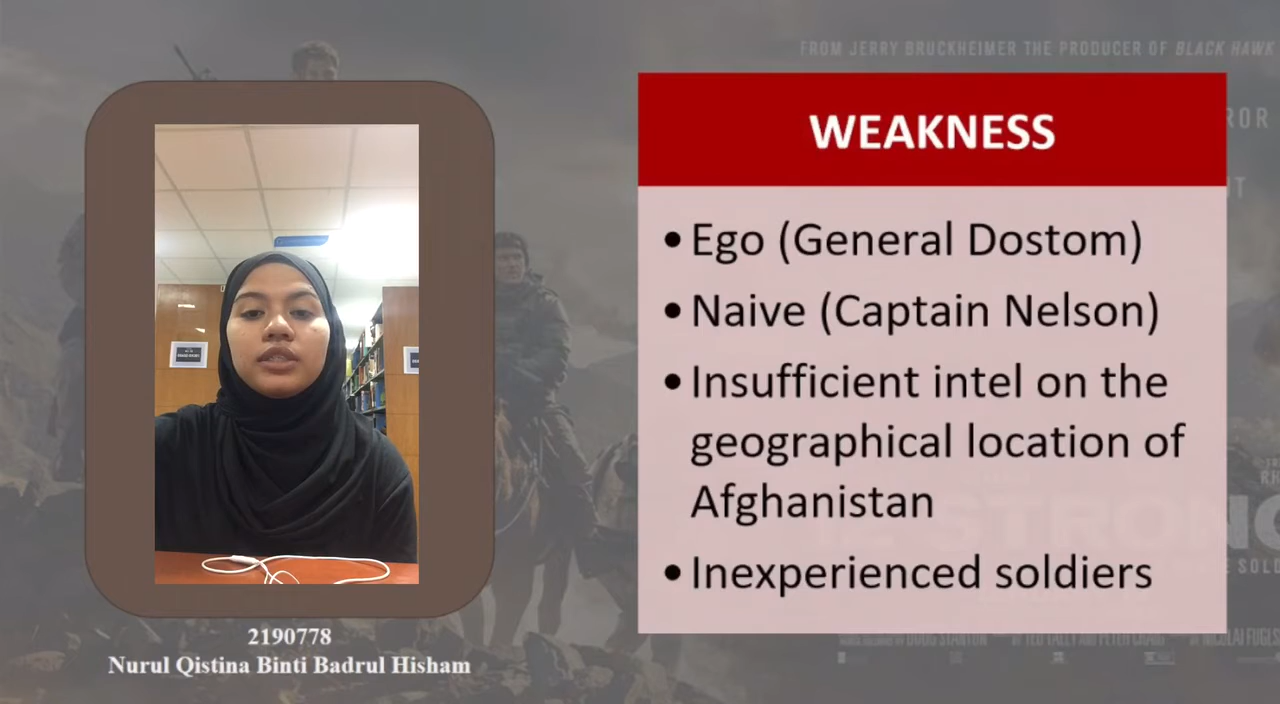 FROM JERRY BRUCKHEIMER THE PRODUCER OF BLACK HAWK
WEAKNESS
• Ego (General Dostom)
• Naive (Captain Nelson)
• Insufficient intel on the
geographical location of
Afghanistan
• Inexperienced soldiers
STRONG
2190778
Nurul Qistina Binti Badrul Hisham